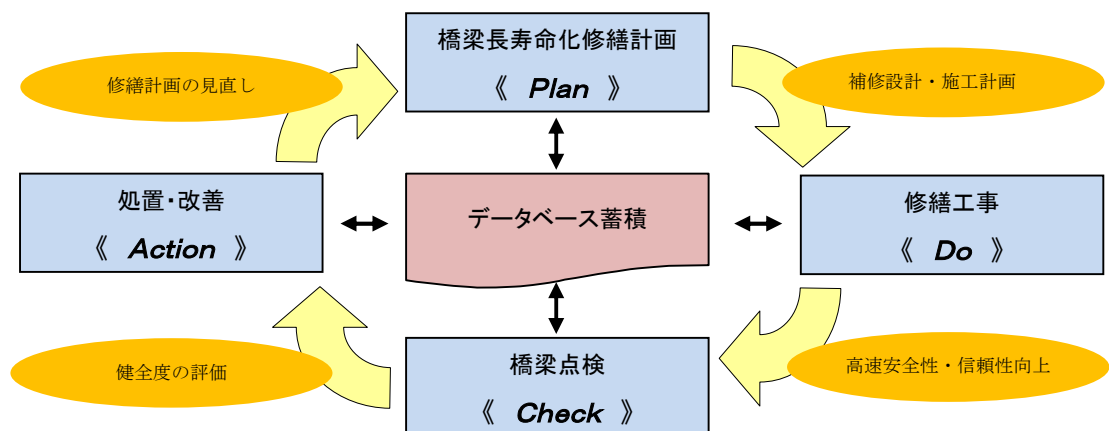 橋梁長寿命化修繕計画
《 Plan 》
修繕計画の見直し
補修設計・施工計画
処置・改善
《 Action 》
データベース蓄積
修繕工事
《 Do 》
健全度の評価
橋梁点検
《 Check 》
高速安全性・信頼性向上